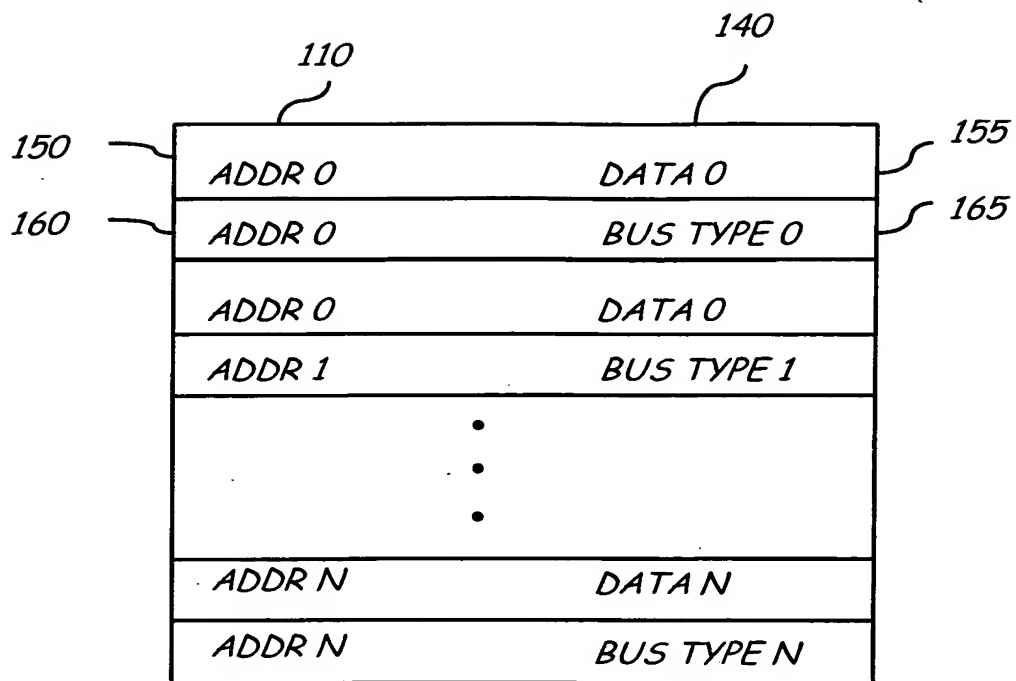 110 140
150 155
ADDR 0 DATA 0
160 165
ADDR 0 BUS TYPE 0
ADDR 0 DATA 0
ADDR 1 BUS TYPE 1
ADDR N DATA N
ADDR N BUS TYPE N